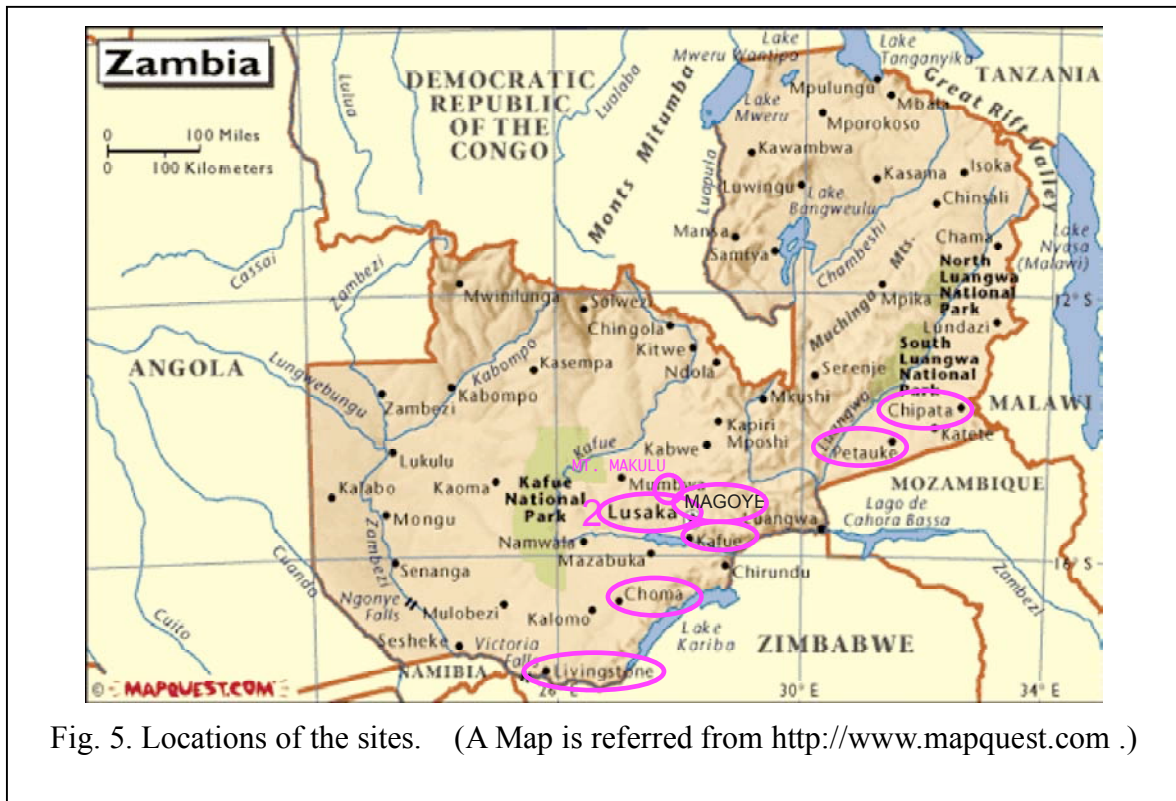 Zambia
0 100 Miles
0 100 Kilometers
DEMOCRATIC
REPUBLIC
OF THE
CONGO
Lulua
Lualaba
Monts Mitumba
Lake
Mweru Wantipa
Lake
Tanganyika
TANZANIA
Great Rift Valley
Mpulungu
Mbala
Lake
Mweru
Mporokoso
Kawambwa
Luapula
Luwingu
Kasama
Isoka
Lake
Bangweulu
Chinsali
Mansa
Samfya
Chambeshi
Chama
Lake
Nyasa
(Malawi)
Muchinga Mts.
North
Luangwa
National
Park
Mpika
12° S
Lundazi
South
Luangwa
National
Park
Cassai
Zambezi
Mwinilunga
Solwezi
Chingola
Kitwe
Ndola
Serenje
ANGOLA
Lungwebungu
Kabompo
Kasempa
Zambezi
Kabompo
Mkushi
Luangwa
Chipata
MALAWI
Kapiri
Mposhi
Katete
Petauke
Kabwe
Kafue
Lukulu
MT. MAKULU
Kalabo
Kaoma
Kafue
National
Park
Mumbwa
MOZAMBIQUE
2
Lusaka
MAGOYE
Mongu
Luangwa
Lago de
Cahora Bassa
Zambezi
Namwala
Kafue
Mazabuka
16° S
Cuando
Senanga
Chirundu
Zambezi
Cuito
Ngonye
Falls
Mulobezi
Kalomo
Choma
Sesheke
Victoria
Falls
Lake
Kariba
ZIMBABWE
NAMIBIA
Livingstone
© MAPQUEST.COM
26 E
30 E
34 E
Fig. 5. Locations of the sites. (A Map is referred from http://www.mapquest.com .)